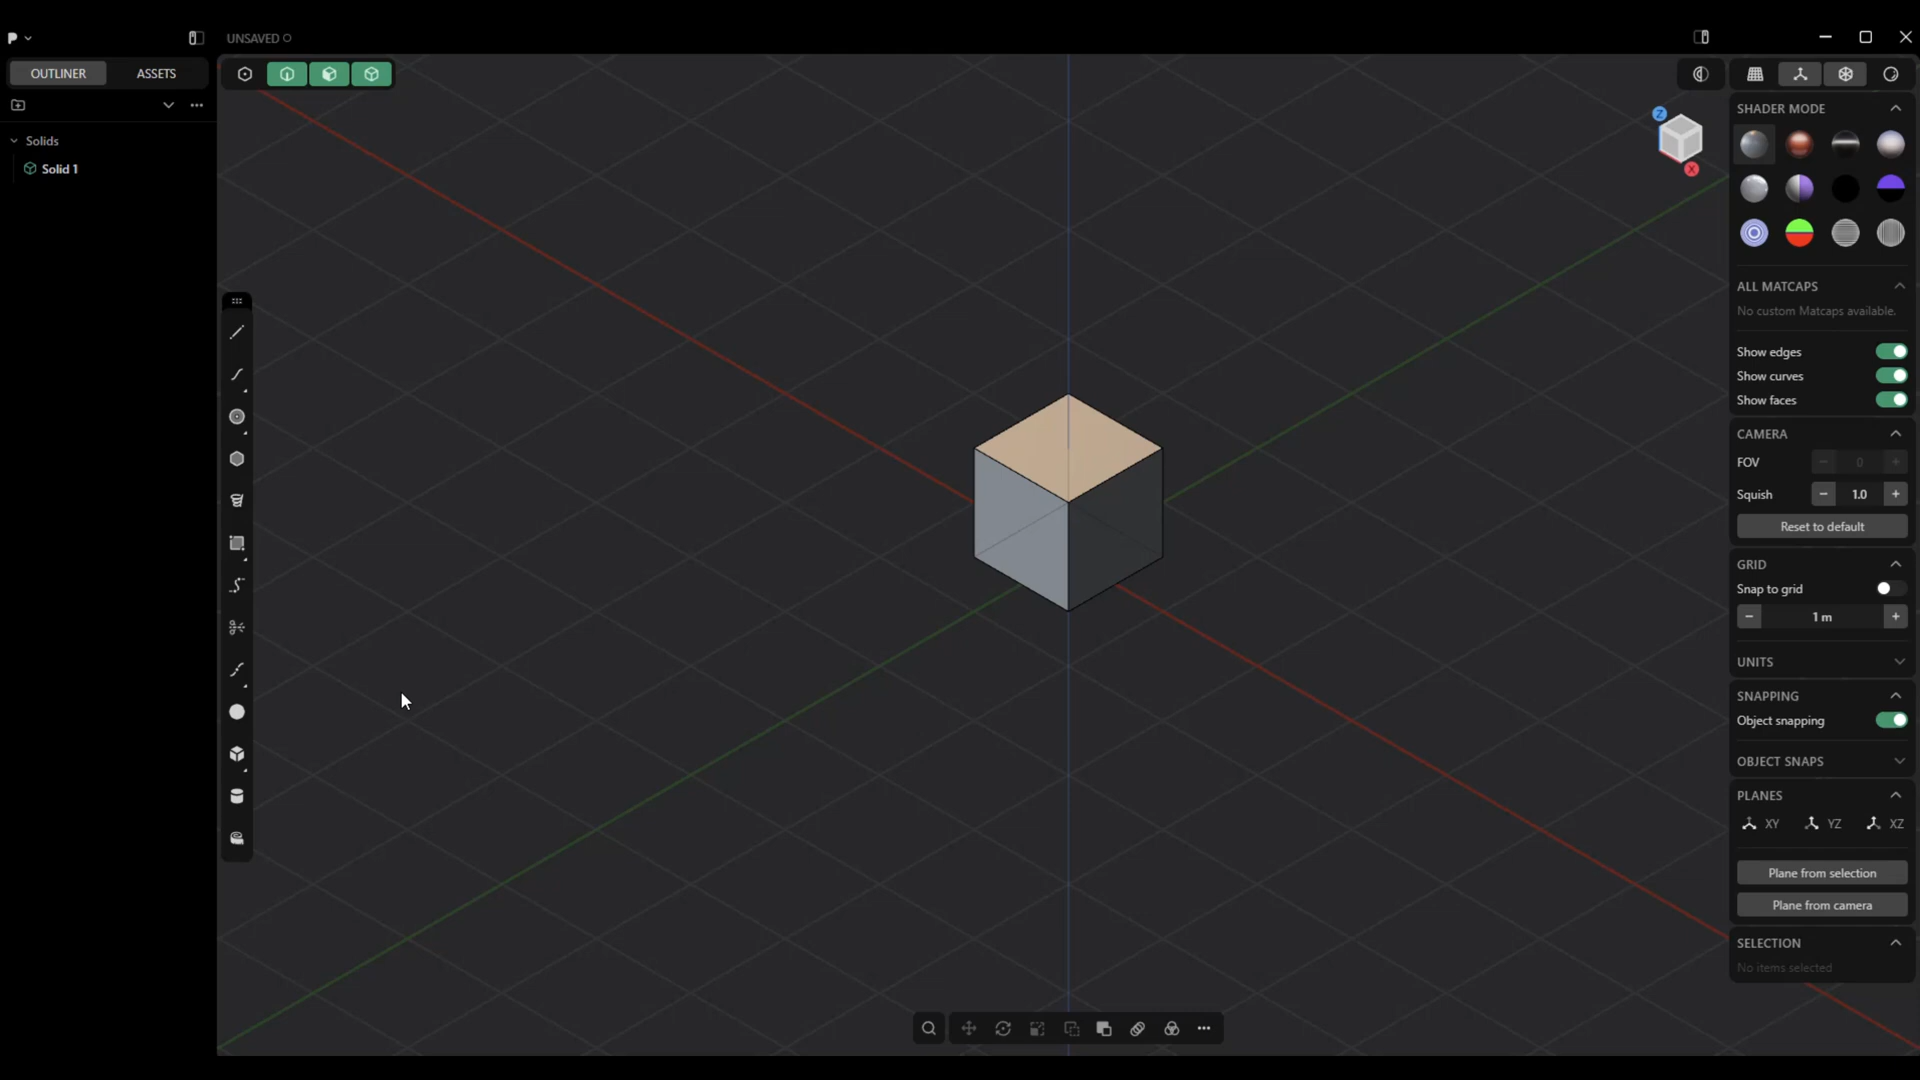 UNSAVED
OUTLINER
ASSETS
Solids
Solid 1
Z
X
SHADER MODE
ALL MATCAPS
No custom Matcaps available.
Show edges
Show curves
Show faces
CAMERA
FOV − 0 +
Squish − 1.0 +
Reset to default
GRID
Snap to grid
− 1 m +
UNITS
SNAPPING
Object snapping
OBJECT SNAPS
PLANES
XY YZ XZ
Plane from selection
Plane from camera
SELECTION
No items selected